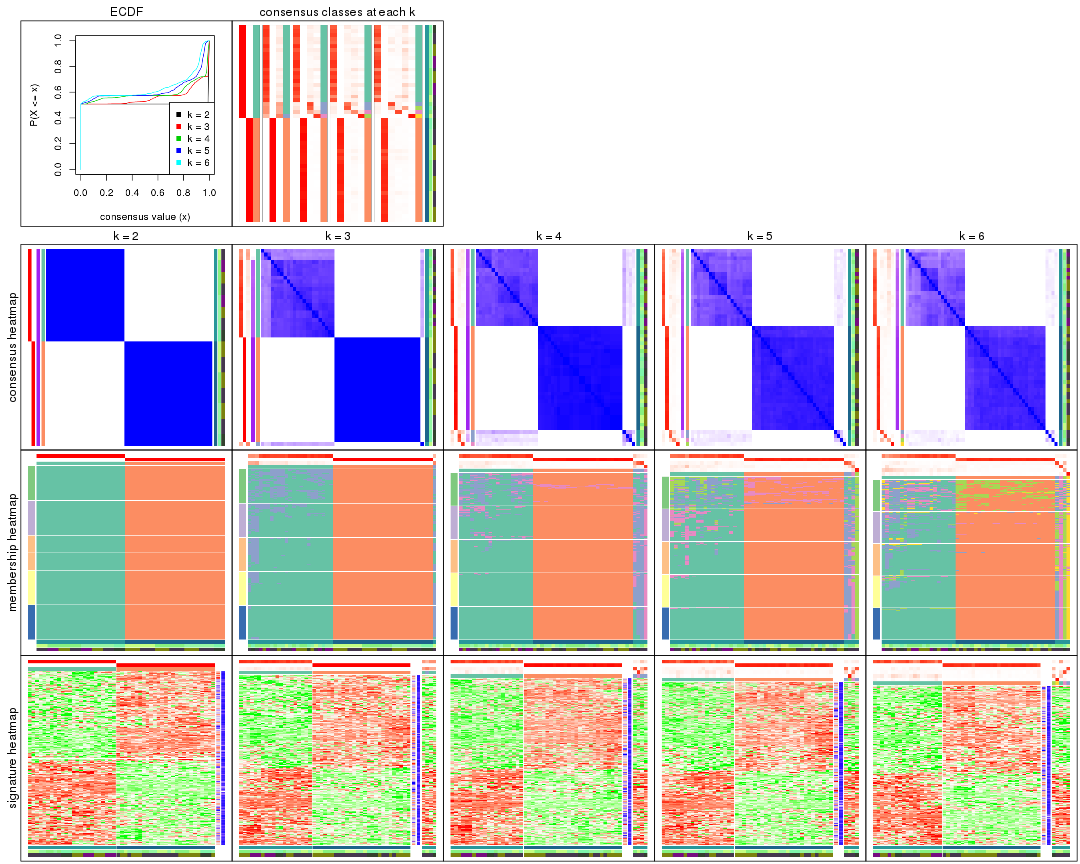 ECDF
consensus classes at each k
P(X <= x)
0.0 0.2 0.4 0.6 0.8 1.0
k = 2
k = 3
k = 4
k = 5
k = 6
0.0 0.2 0.4 0.6 0.8 1.0
consensus value (x)
k = 2
k = 3
k = 4
k = 5
k = 6
consensus heatmap
membership heatmap
signature heatmap